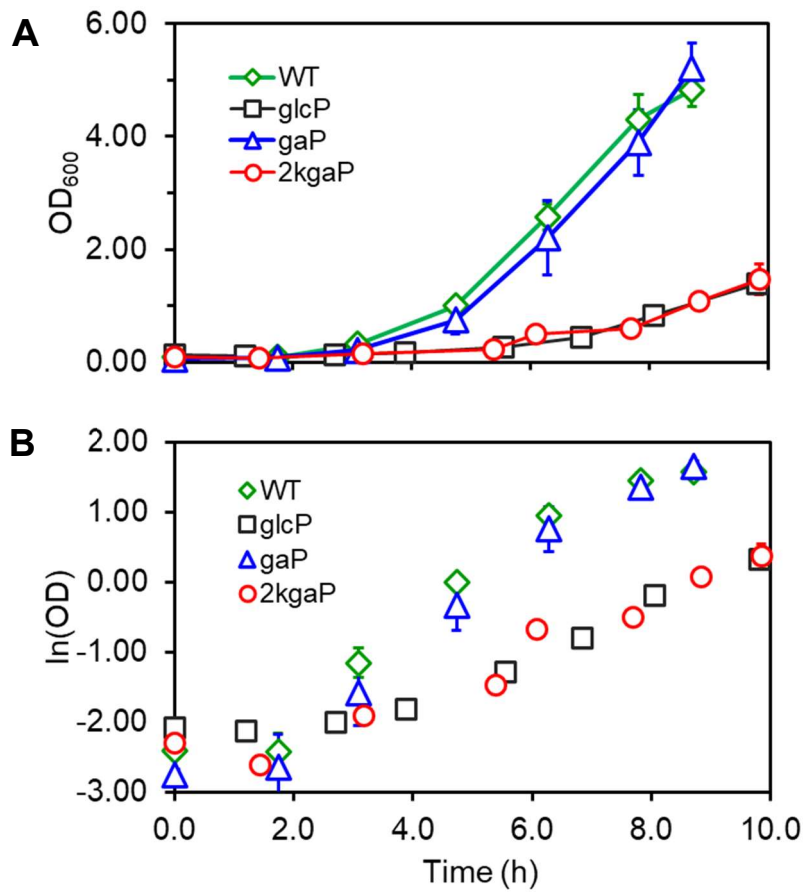 A
6.00
4.00
2.00
0.00
OD600
WT
glcP
gaP
2kgaP
B
2.00
1.00
0.00
-1.00
-2.00
-3.00
ln(OD)
WT
glcP
gaP
2kgaP
0.0 2.0 4.0 6.0 8.0 10.0
Time (h)